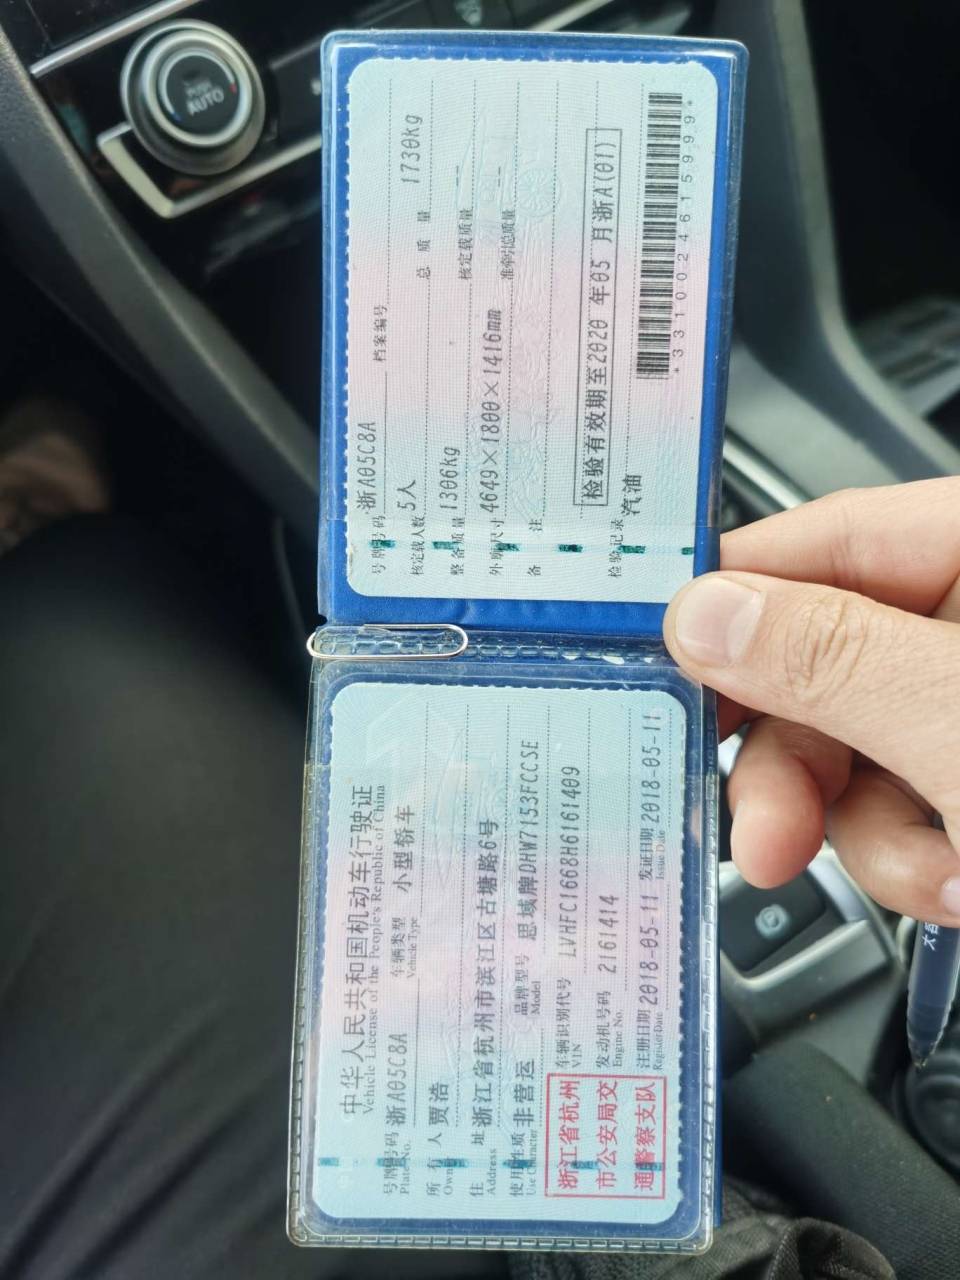 中华人民共和国机动车行驶证
Vehicle License of the People's Republic of China
号牌号码 浙A05C8A 车辆类型 小型轿车
Plate No. Vehicle Type
所有人 贾浩
Owner
住址 浙江省杭州市滨江区古塘路6号
Address
使用性质 非营运 品牌型号 思域牌DHW7153FCCSE
Use Character Model
浙江省杭州
市公安局交
通警察支队
车辆识别代号 LVHFC1668H6161409
VIN
发动机号码 2161414
Engine No.
注册日期 2018-05-11 发证日期 2018-05-11
Register Date Issue Date
号牌号码 浙A05C8A 档案编号
核定载人数 5人 总质量 1730kg
整备质量 1306kg 核定载质量 --
外廓尺寸 4649×1800×1416mm 准牵引总质量 --
备注
检验有效期至2020年05月浙A(01)
检验记录 汽油
*3310024615999*
PUSH
AUTO
P